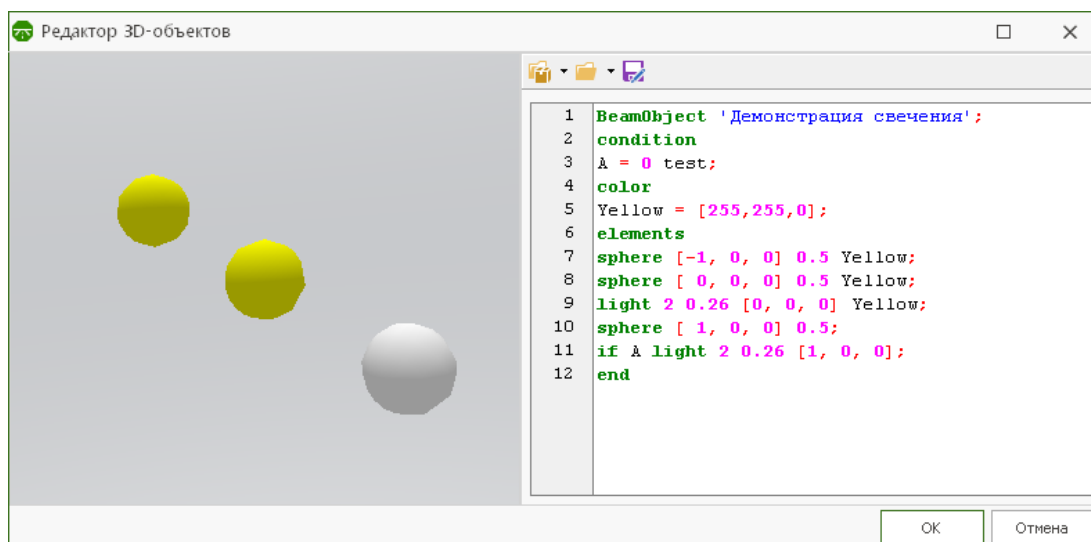 Редактор 3D-объектов
1 BeamObject 'Демонстрация свечения';
2 condition
3 A = 0 test;
4 color
5 Yellow = [255,255,0];
6 elements
7 sphere [-1, 0, 0] 0.5 Yellow;
8 sphere [ 0, 0, 0] 0.5 Yellow;
9 light 2 0.26 [0, 0, 0] Yellow;
10 sphere [ 1, 0, 0] 0.5;
11 if A light 2 0.26 [1, 0, 0];
12 end
ОК Отмена